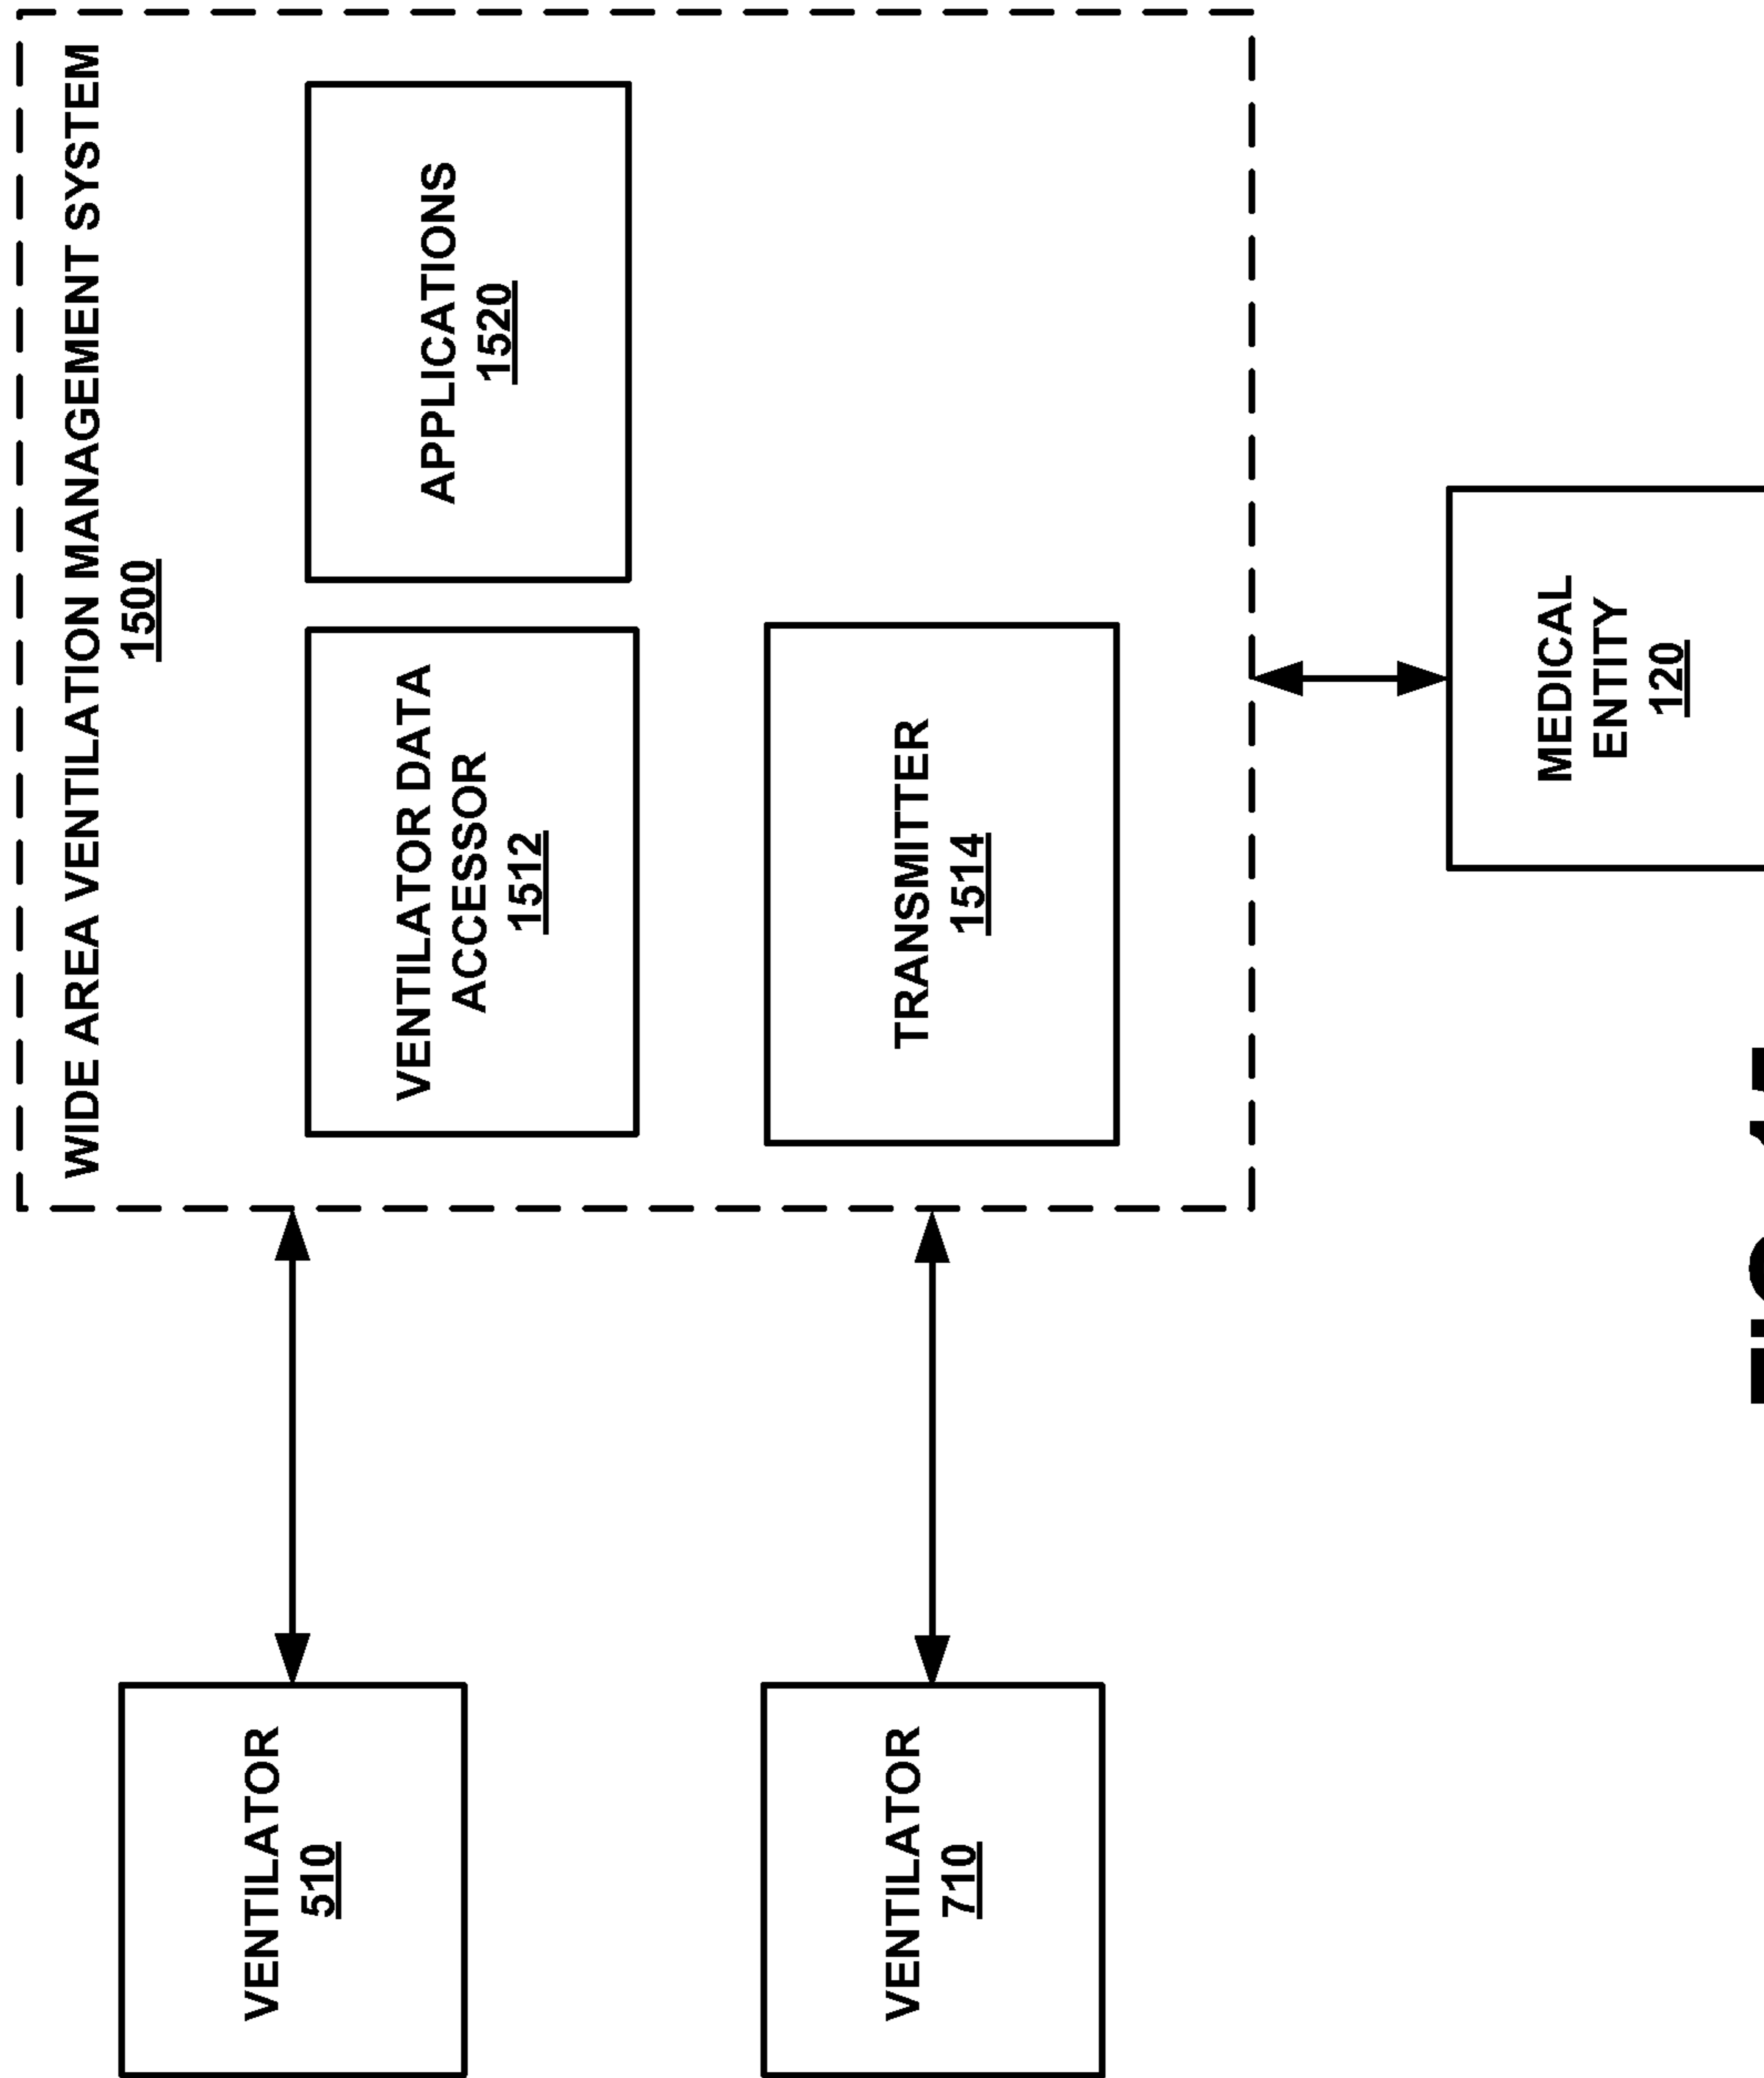 WIDE AREA VENTILATION MANAGEMENT SYSTEM
1500
VENTILATOR
510
VENTILATOR DATA
ACCESSOR
1512
APPLICATIONS
1520
VENTILATOR
710
TRANSMITTER
1514
MEDICAL
ENTITY
120